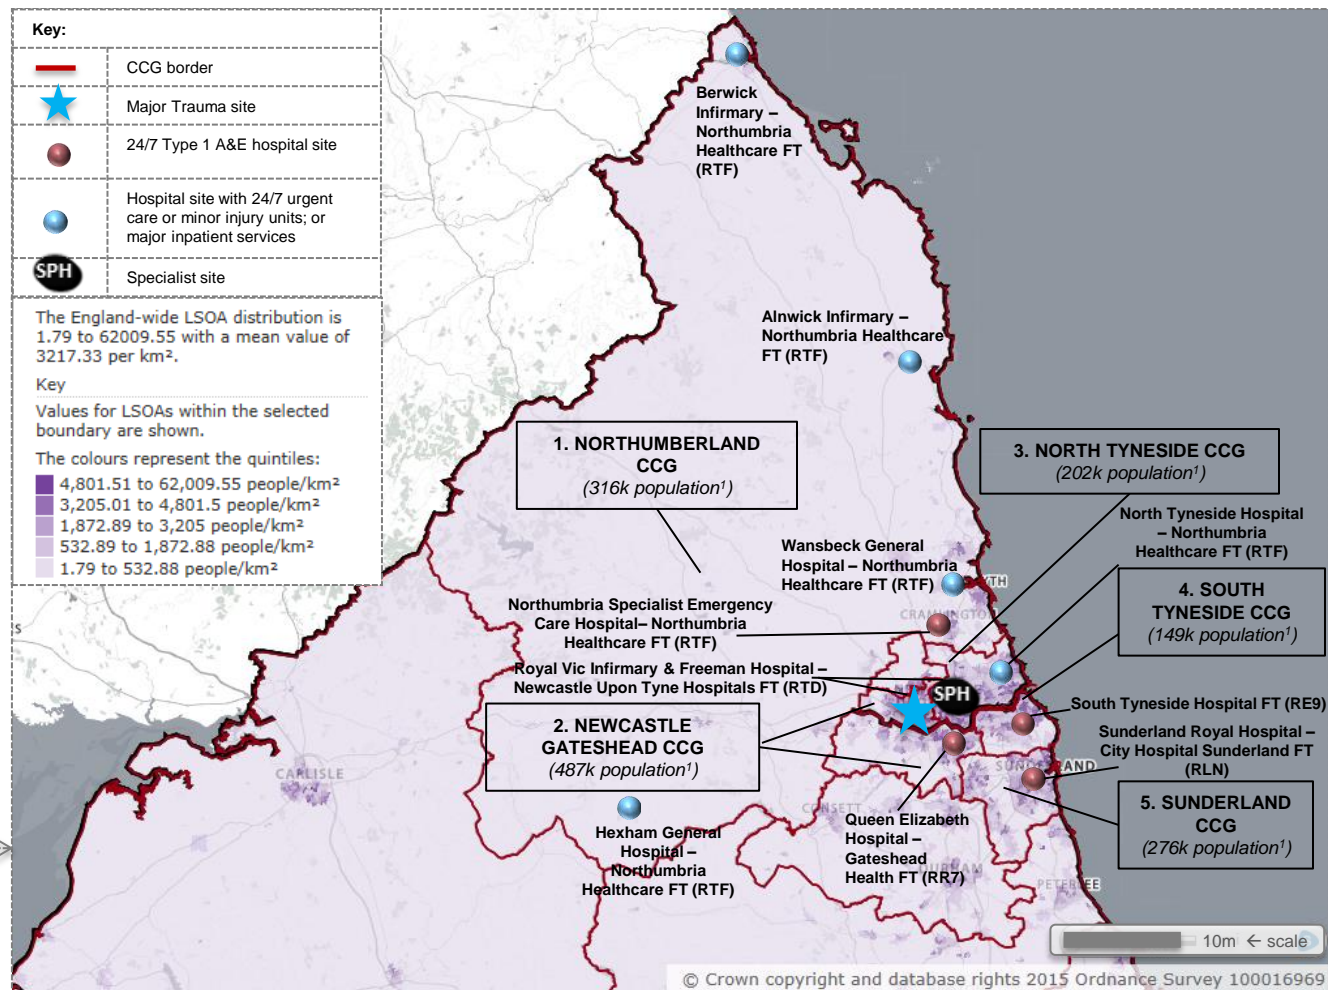 Key:
CCG border
Major Trauma site
24/7 Type 1 A&E hospital site
Hospital site with 24/7 urgent
care or minor injury units; or
major inpatient services
SPH
Specialist site
The England-wide LSOA distribution is
1.79 to 62009.55 with a mean value of
3217.33 per km².
Key
Values for LSOAs within the selected
boundary are shown.
The colours represent the quintiles:
4,801.51 to 62,009.55 people/km²
3,205.01 to 4,801.5 people/km²
1,872.89 to 3,205 people/km²
532.89 to 1,872.88 people/km²
1.79 to 532.88 people/km²
Berwick
Infirmary –
Northumbria
Healthcare FT
(RTF)
Alnwick Infirmary –
Northumbria Healthcare
FT (RTF)
1. NORTHUMBERLAND
CCG
(316k population¹)
3. NORTH TYNESIDE CCG
(202k population¹)
North Tyneside Hospital
– Northumbria
Healthcare FT (RTF)
Wansbeck General
Hospital – Northumbria
Healthcare FT (RTF)
CRAMLINGTON
4. SOUTH
TYNESIDE CCG
(149k population¹)
Northumbria Specialist Emergency
Care Hospital– Northumbria
Healthcare FT (RTF)
Royal Vic Infirmary & Freeman Hospital –
Newcastle Upon Tyne Hospitals FT (RTD)
SPH
South Tyneside Hospital FT (RE9)
2. NEWCASTLE
GATESHEAD CCG
(487k population¹)
Sunderland Royal Hospital –
City Hospital Sunderland FT
(RLN)
SUNDERLAND
CARLISLE
CONSETT
5. SUNDERLAND
CCG
(276k population¹)
Hexham General
Hospital –
Northumbria
Healthcare FT (RTF)
Queen Elizabeth
Hospital –
Gateshead
Health FT (RR7)
DURHAM
PETERLEE
10m ← scale
© Crown copyright and database rights 2015 Ordnance Survey 100016969